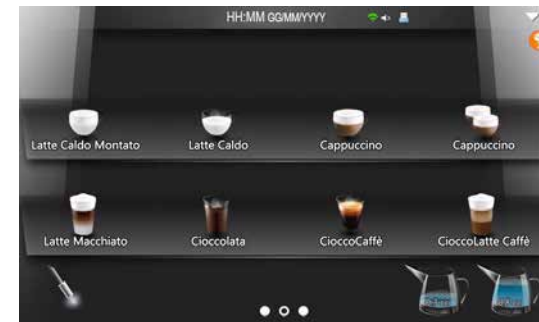 HH:MM GG/MM/YYYY
Latte Caldo Montato
Latte Caldo
Cappuccino
Cappuccino
Latte Macchiato
Cioccolata
CioccoCaffè
CioccoLatte Caffè